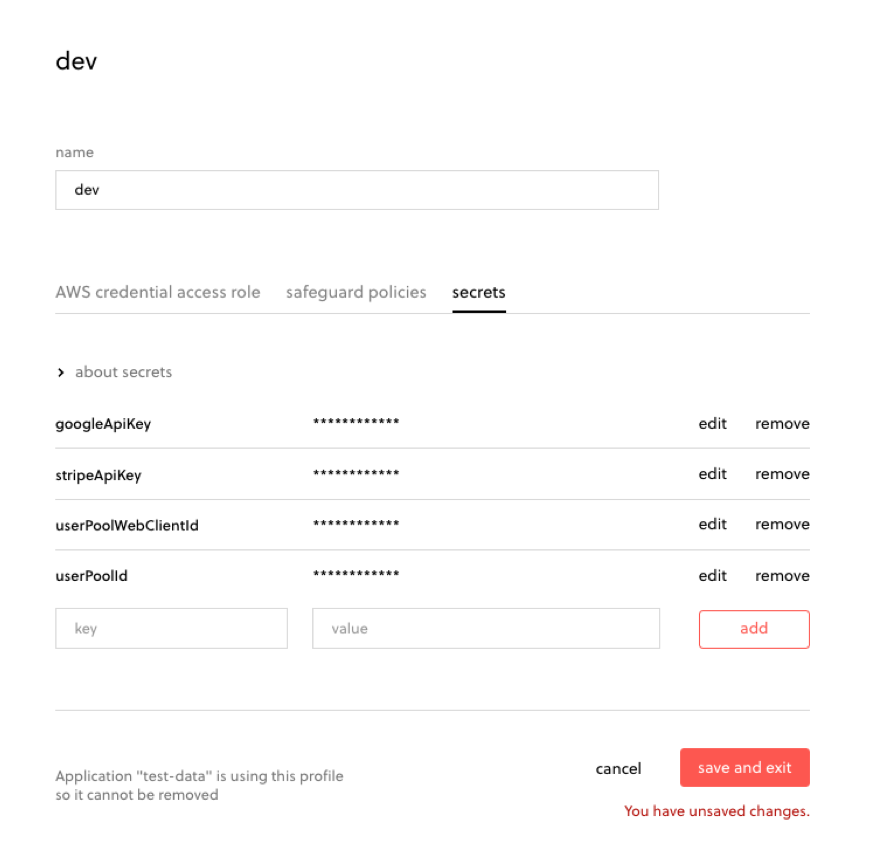 dev
name
dev
AWS credential access role safeguard policies secrets
about secrets
googleApiKey ************ edit remove
stripeApiKey ************ edit remove
userPoolWebClientId ************ edit remove
userPoolId ************ edit remove
key value add
Application "test-data" is using this profile
so it cannot be removed
cancel save and exit
You have unsaved changes.